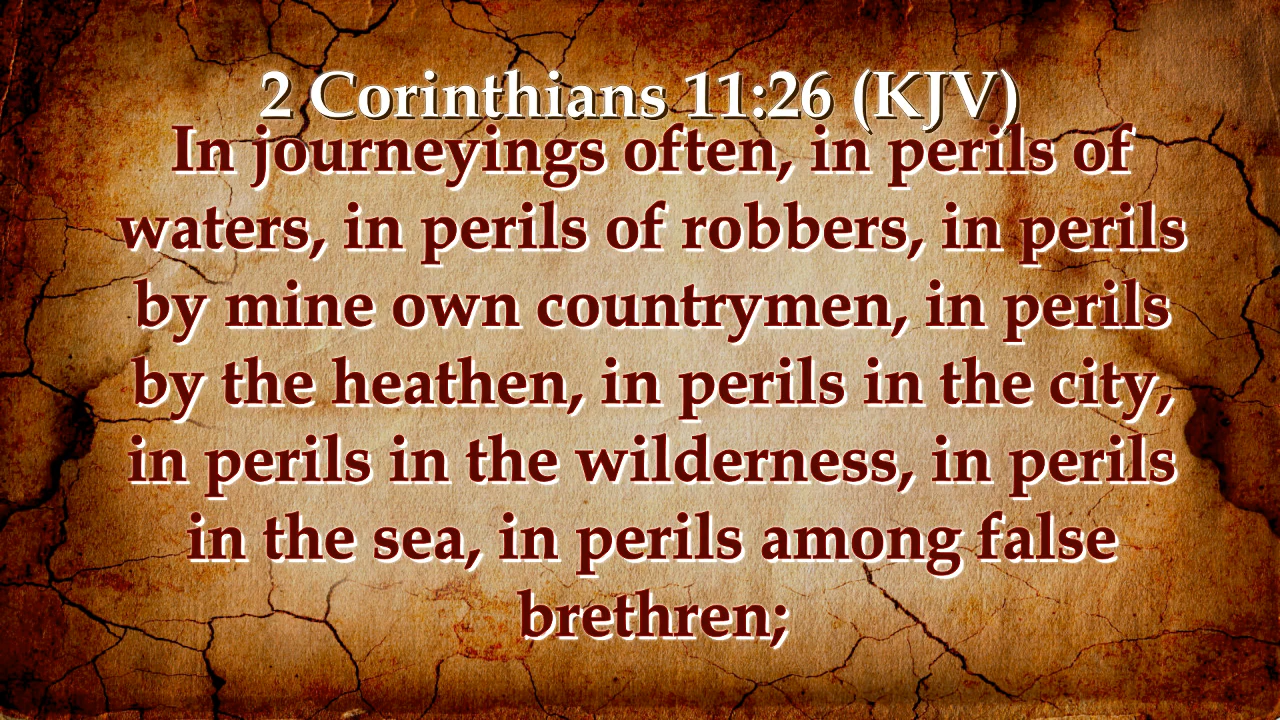 2 Corinthians 11:26 (KJV)
In journeyings often, in perils of
waters, in perils of robbers, in perils
by mine own countrymen, in perils
by the heathen, in perils in the city,
in perils in the wilderness, in perils
in the sea, in perils among false
brethren;